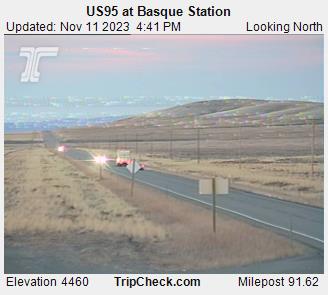 US95 at Basque Station
Updated: Nov 11 2023 4:41 PM Looking North
Elevation 4460 TripCheck.com Milepost 91.62